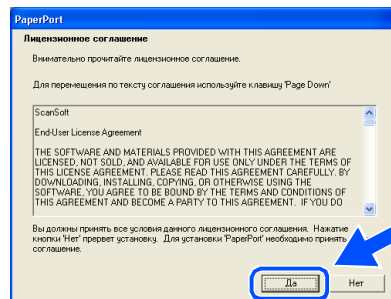 PaperPort
Лицензионное соглашение
Внимательно прочитайте лицензионное соглашение.
Для перемещения по тексту соглашения используйте клавишу 'Page Down'
ScanSoft
End-User License Agreement
THE SOFTWARE AND MATERIALS PROVIDED WITH THIS AGREEMENT ARE
LICENSED, NOT SOLD, AND AVAILABLE FOR USE ONLY UNDER THE TERMS OF
THIS LICENSE AGREEMENT. PLEASE READ THIS AGREEMENT CAREFULLY. BY
DOWNLOADING, INSTALLING, COPYING, OR OTHERWISE USING THE
SOFTWARE, YOU AGREE TO BE BOUND BY THE TERMS AND CONDITIONS OF
THIS AGREEMENT AND BECOME A PARTY TO THIS AGREEMENT. IF YOU DO
Вы должны принять все условия данного лицензионного соглашения. Нажатие
кнопки 'Нет' прервет установку. Для установки 'PaperPort' необходимо принять
соглашение.
Да
Нет